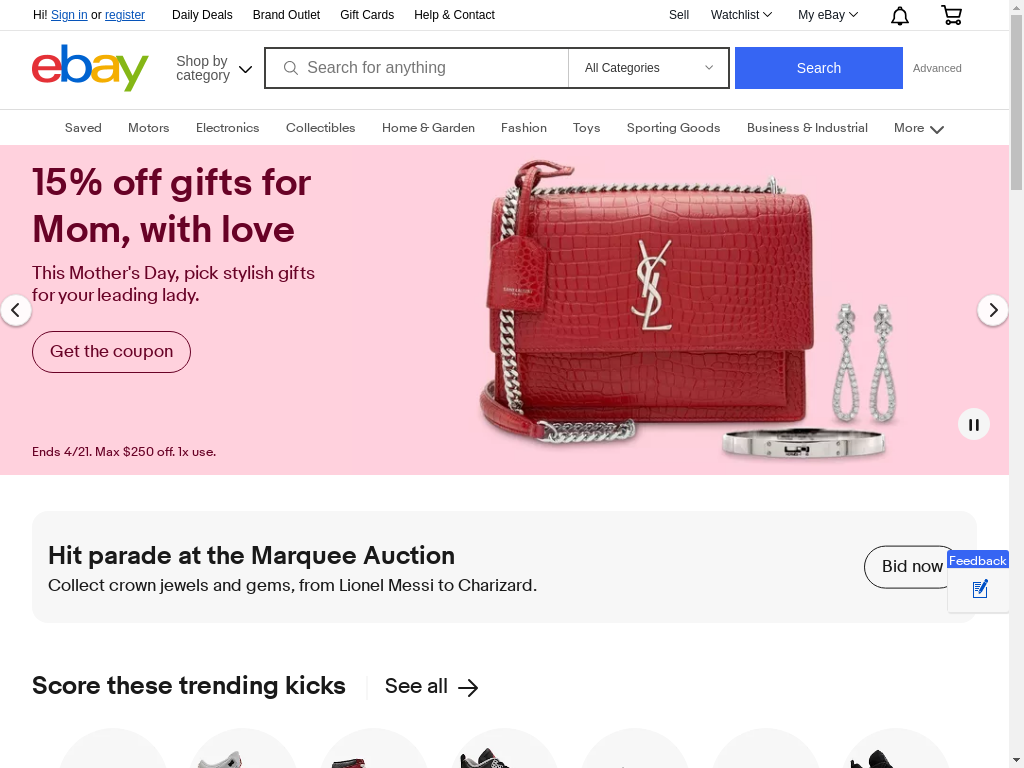 Hi! Sign in or register Daily Deals Brand Outlet Gift Cards Help & Contact Sell Watchlist My eBay
ebay
Shop by
category
Search for anything
All Categories
Search
Advanced
Saved Motors Electronics Collectibles Home & Garden Fashion Toys Sporting Goods Business & Industrial More
15% off gifts for
Mom, with love
This Mother's Day, pick stylish gifts
for your leading lady.
Get the coupon
Ends 4/21. Max $250 off. 1x use.
YSL
Hit parade at the Marquee Auction
Collect crown jewels and gems, from Lionel Messi to Charizard.
Bid now
Feedback
Score these trending kicks
See all